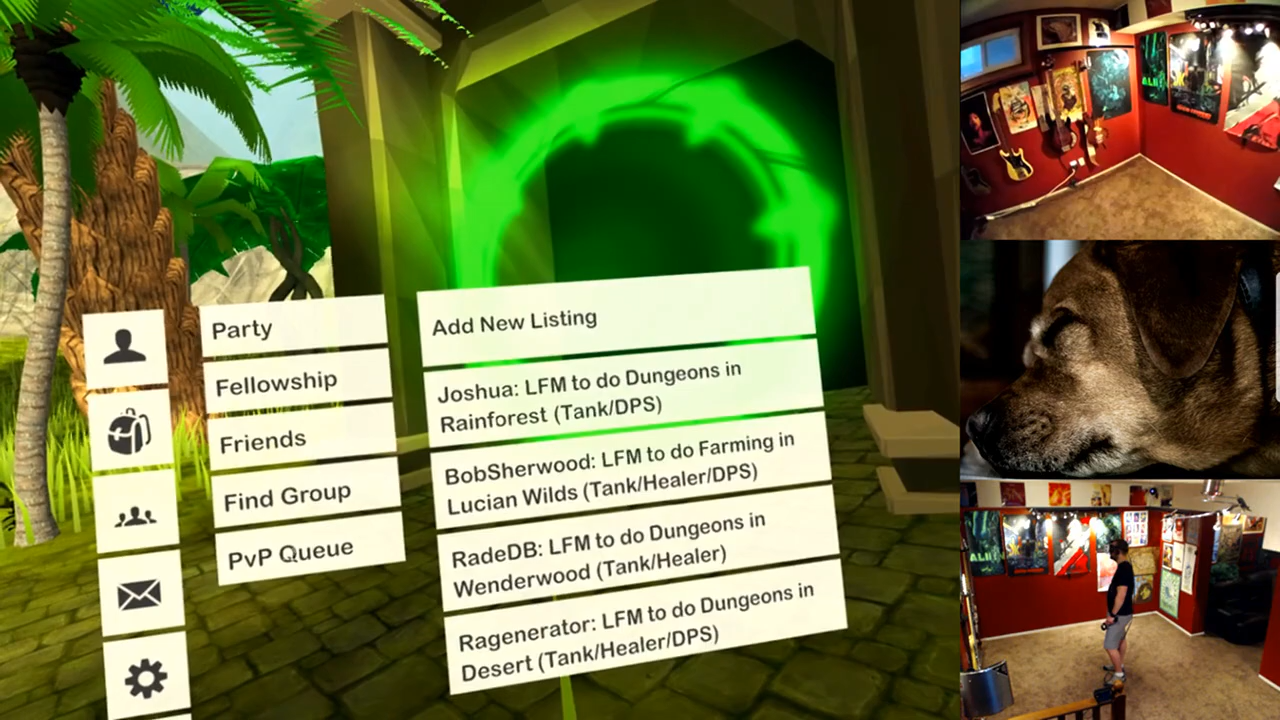 Party
Fellowship
Friends
Find Group
PvP Queue
Add New Listing
Joshua: LFM to do Dungeons in
Rainforest (Tank/DPS)
BobSherwood: LFM to do Farming in
Lucian Wilds (Tank/Healer/DPS)
RadeDB: LFM to do Dungeons in
Wenderwood (Tank/Healer)
Ragenerator: LFM to do Dungeons in
Desert (Tank/Healer/DPS)